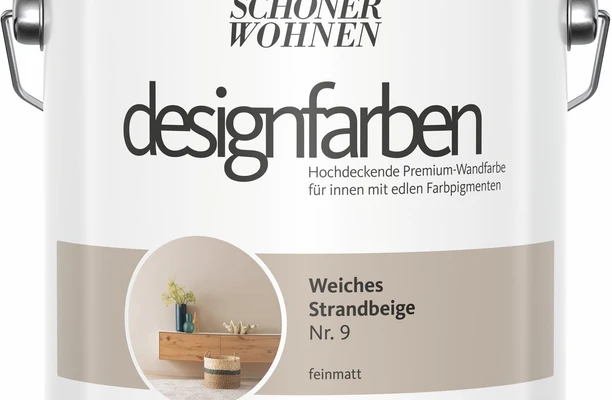 SCHÖNER
WOHNEN
designfarben
Hochdeckende Premium-Wandfarbe
für innen mit edlen Farbpigmenten
Weiches
Strandbeige
Nr. 9
feinmatt